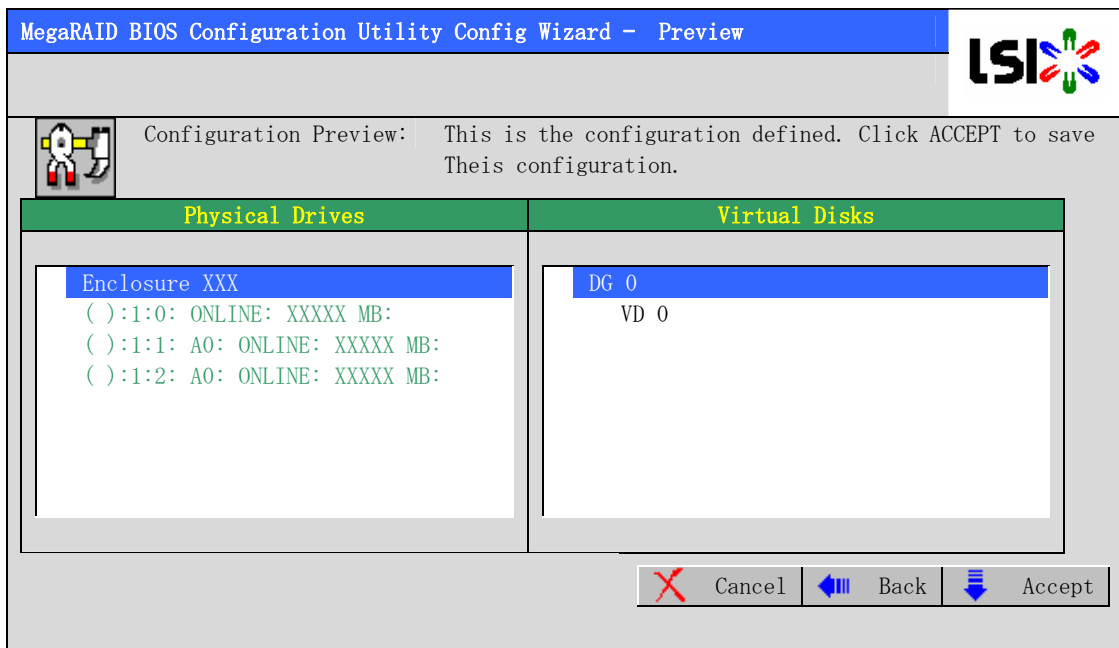 MegaRAID BIOS Configuration Utility Config Wizard - Preview
LSI
Configuration Preview: This is the configuration defined. Click ACCEPT to save
Theis configuration.
Physical Drives
Enclosure XXX
( ):1:0: ONLINE: XXXXX MB:
( ):1:1: A0: ONLINE: XXXXX MB:
( ):1:2: A0: ONLINE: XXXXX MB:
Virtual Disks
DG 0
VD 0
Cancel
Back
Accept